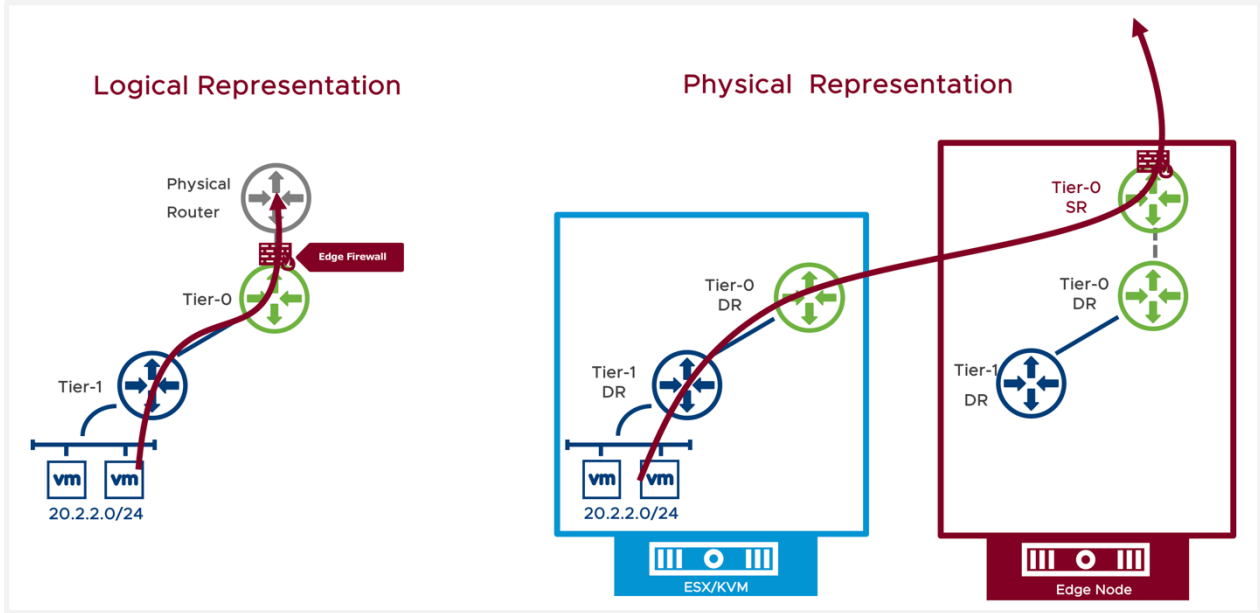 Logical Representation
Physical
Router
Edge Firewall
Tier-0
Tier-1
vm
vm
20.2.2.0/24
Physical Representation
Tier-0
DR
Tier-1
DR
vm
vm
20.2.2.0/24
ESX/KVM
Tier-0
SR
Tier-0
DR
Tier-1
DR
Edge Node